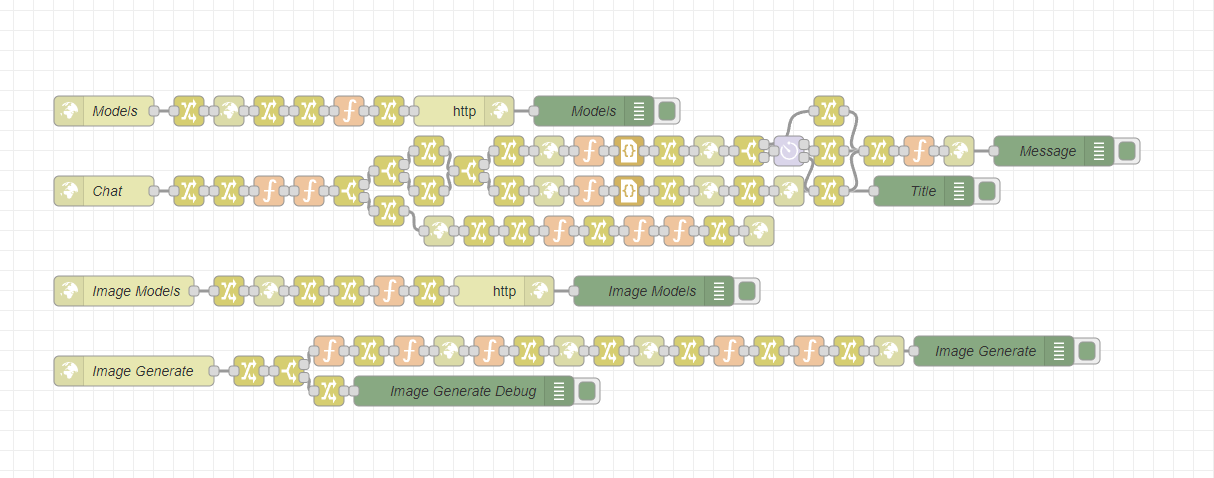 Models
http
Models
Message
Chat
Title
Image Models
http
Image Models
Image Generate
Image Generate
Image Generate Debug